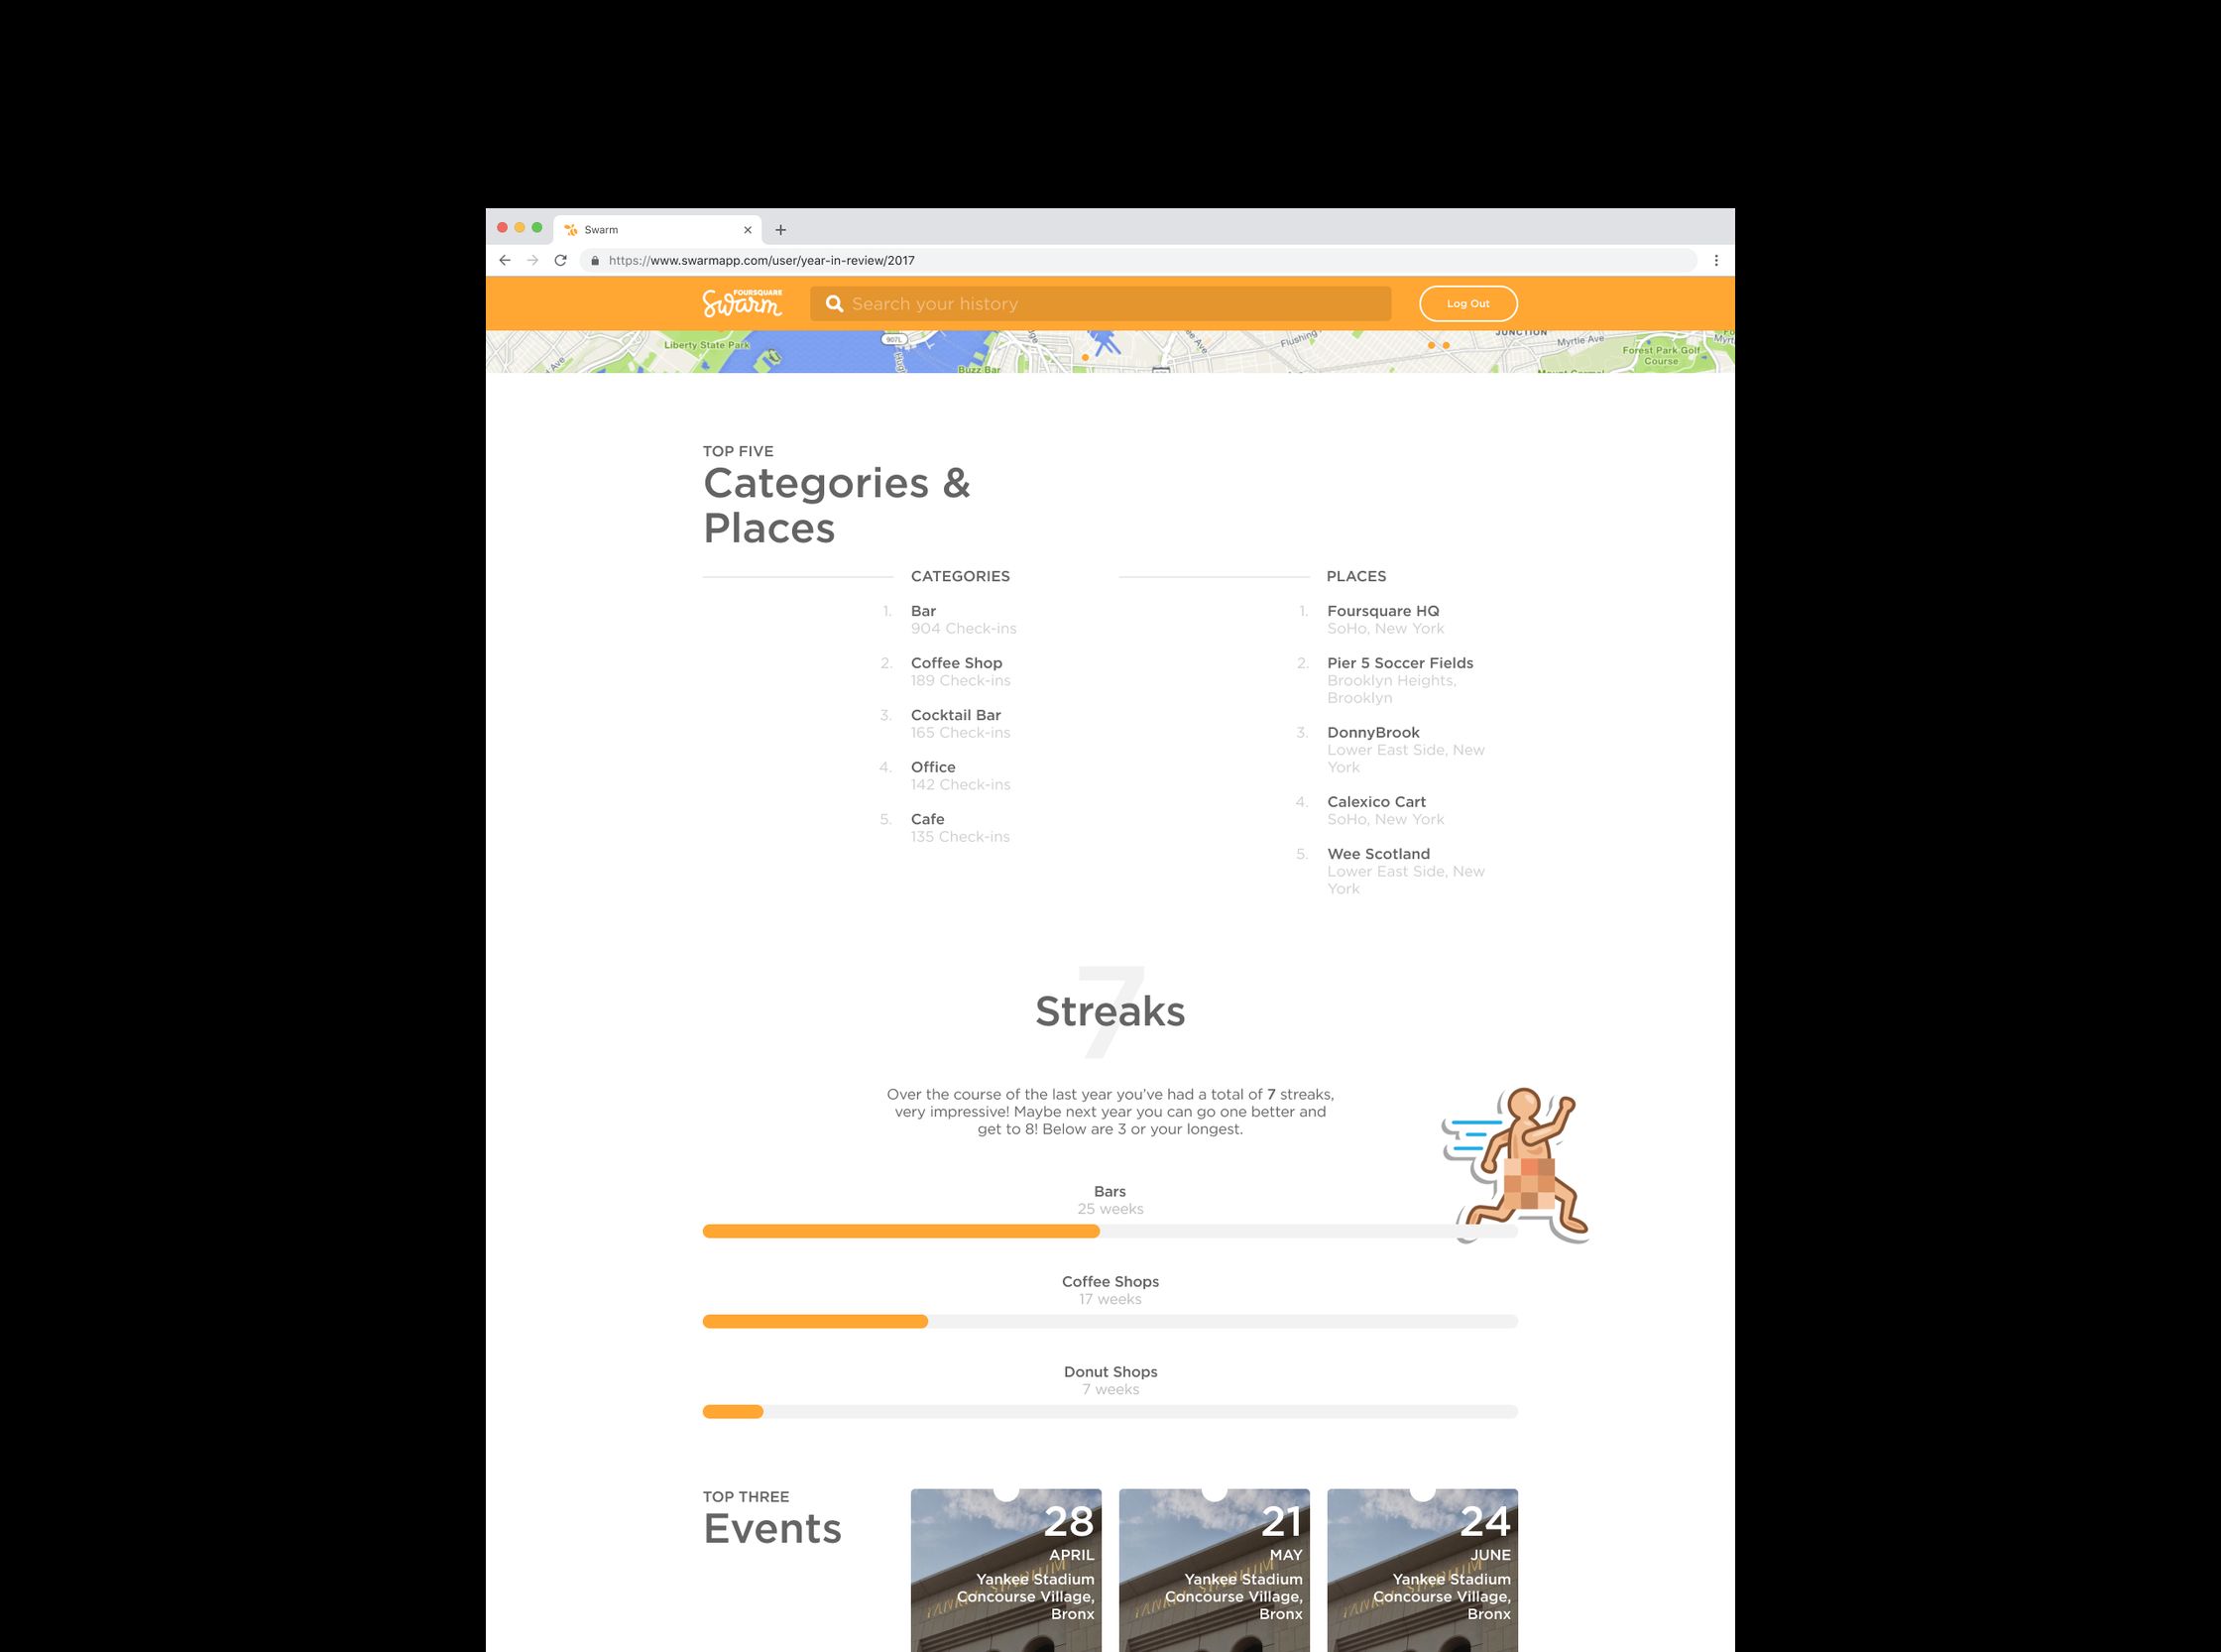 Swarm
https://www.swarmapp.com/user/year-in-review/2017
FOURSQUARE
Swarm
Search your history
Log Out
Liberty State Park
907L
Buzz Bar
Flushing
JUNCTION
Myrtle Ave
Forest Park Golf
Course
TOP FIVE
Categories &
Places
CATEGORIES
1. Bar
904 Check-ins
2. Coffee Shop
189 Check-ins
3. Cocktail Bar
165 Check-ins
4. Office
142 Check-ins
5. Cafe
135 Check-ins
PLACES
1. Foursquare HQ
SoHo, New York
2. Pier 5 Soccer Fields
Brooklyn Heights,
Brooklyn
3. DonnyBrook
Lower East Side, New
York
4. Calexico Cart
SoHo, New York
5. Wee Scotland
Lower East Side, New
York
7
Streaks
Over the course of the last year you've had a total of 7 streaks,
very impressive! Maybe next year you can go one better and
get to 8! Below are 3 or your longest.
Bars
25 weeks
Coffee Shops
17 weeks
Donut Shops
7 weeks
TOP THREE
Events
28
APRIL
Yankee Stadium
Concourse Village,
Bronx
21
MAY
Yankee Stadium
Concourse Village,
Bronx
24
JUNE
Yankee Stadium
Concourse Village,
Bronx